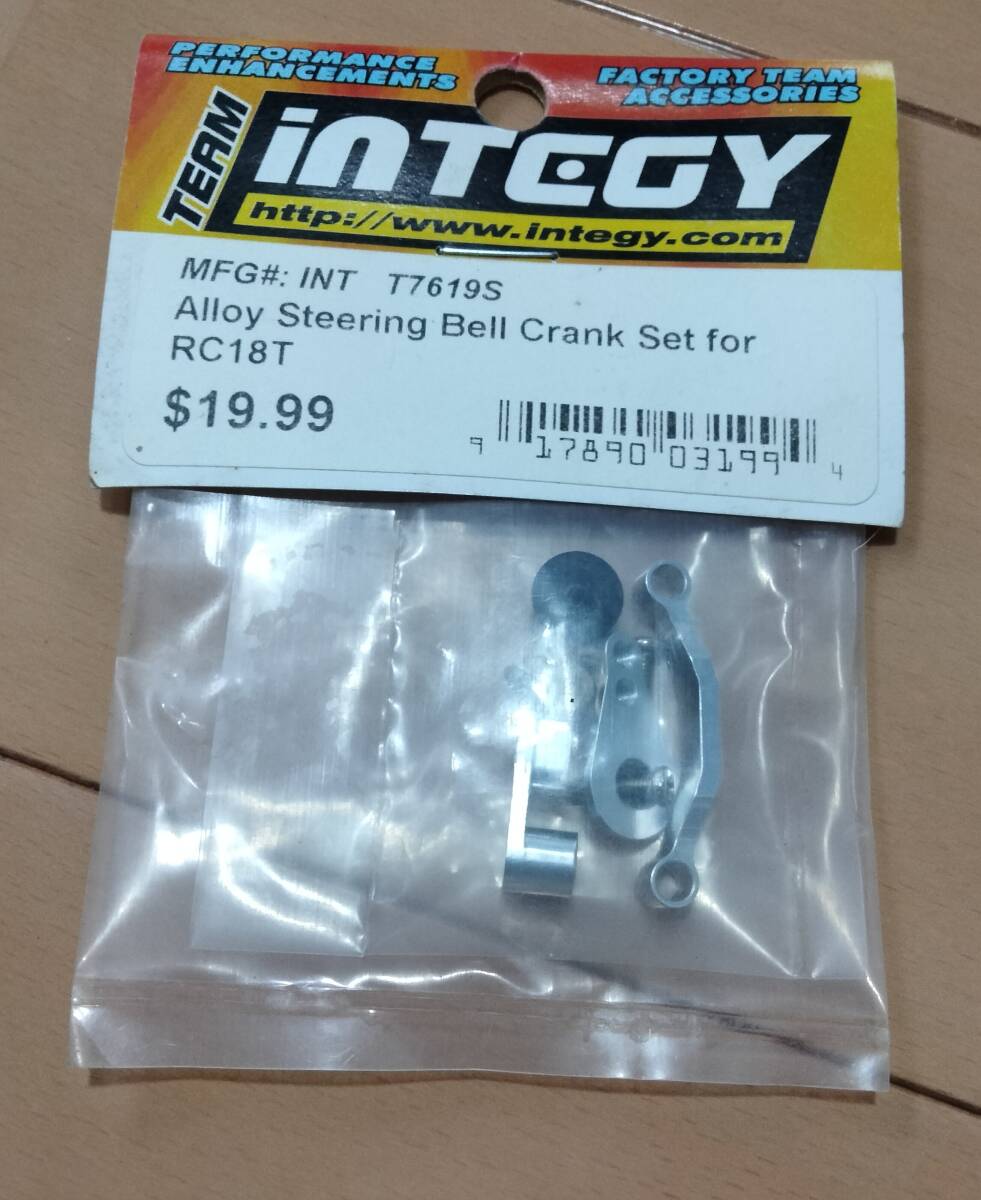 PERFORMANCE
ENHANCEMENTS
FACTORY TEAM
ACCESSORIES
TEAM
iNTEGY
http://www.integy.com
MFG#: INT T7619S
Alloy Steering Bell Crank Set for
RC18T
$19.99
9 17890 03199 4